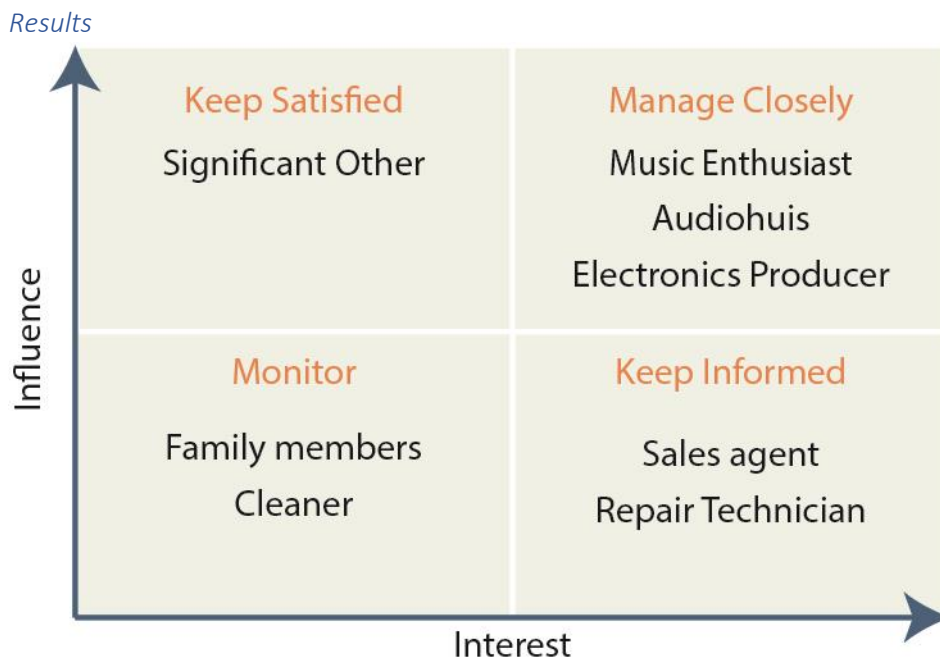 Results
Keep Satisfied
Significant Other
Manage Closely
Music Enthusiast
Audiohuis
Electronics Producer
Influence
Monitor
Family members
Cleaner
Keep Informed
Sales agent
Repair Technician
Interest